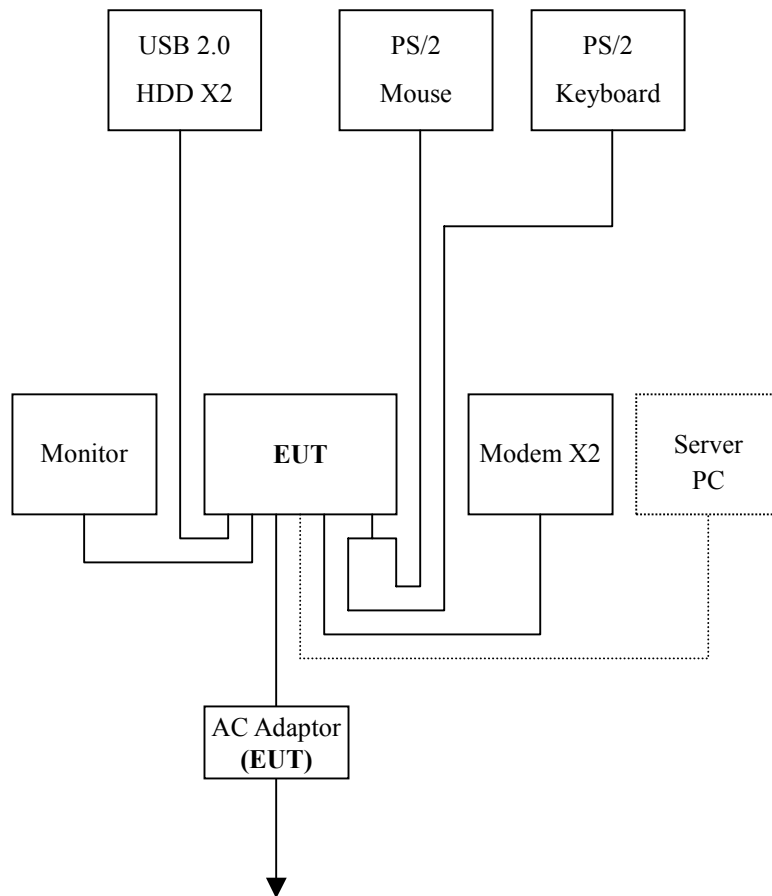 USB 2.0
HDD X2
PS/2
Mouse
PS/2
Keyboard
Monitor
EUT
Modem X2
Server
PC
AC Adaptor
(EUT)